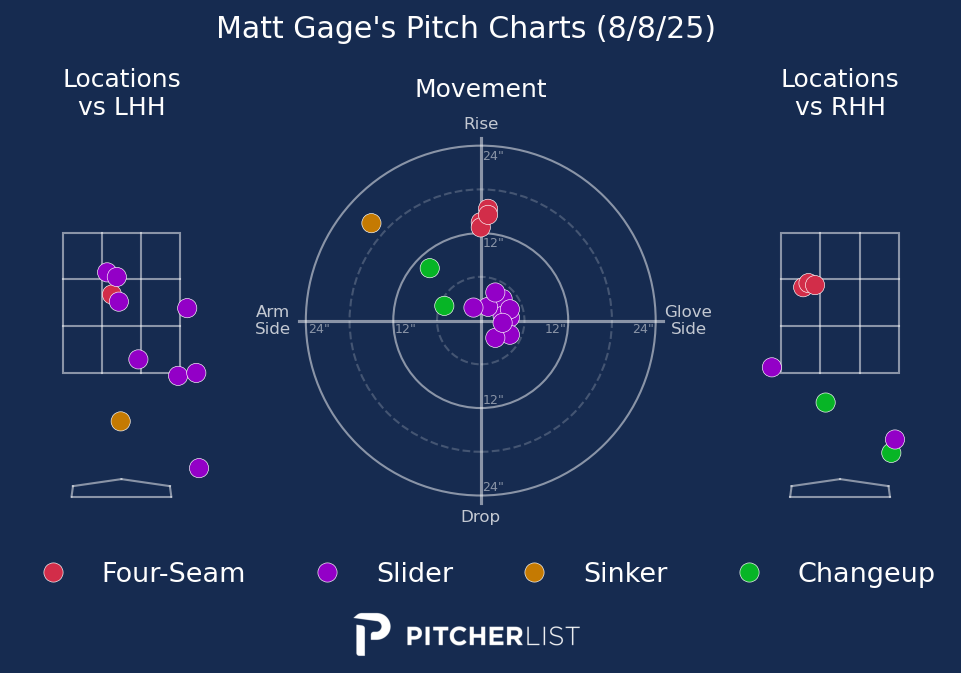 Matt Gage's Pitch Charts (8/8/25)
Locations
vs LHH
Movement
Locations
vs RHH
Rise
24"
12"
Arm
Side
24"
12"
12"
24"
Glove
Side
12"
24"
Drop
Four-Seam
Slider
Sinker
Changeup
PITCHERLIST